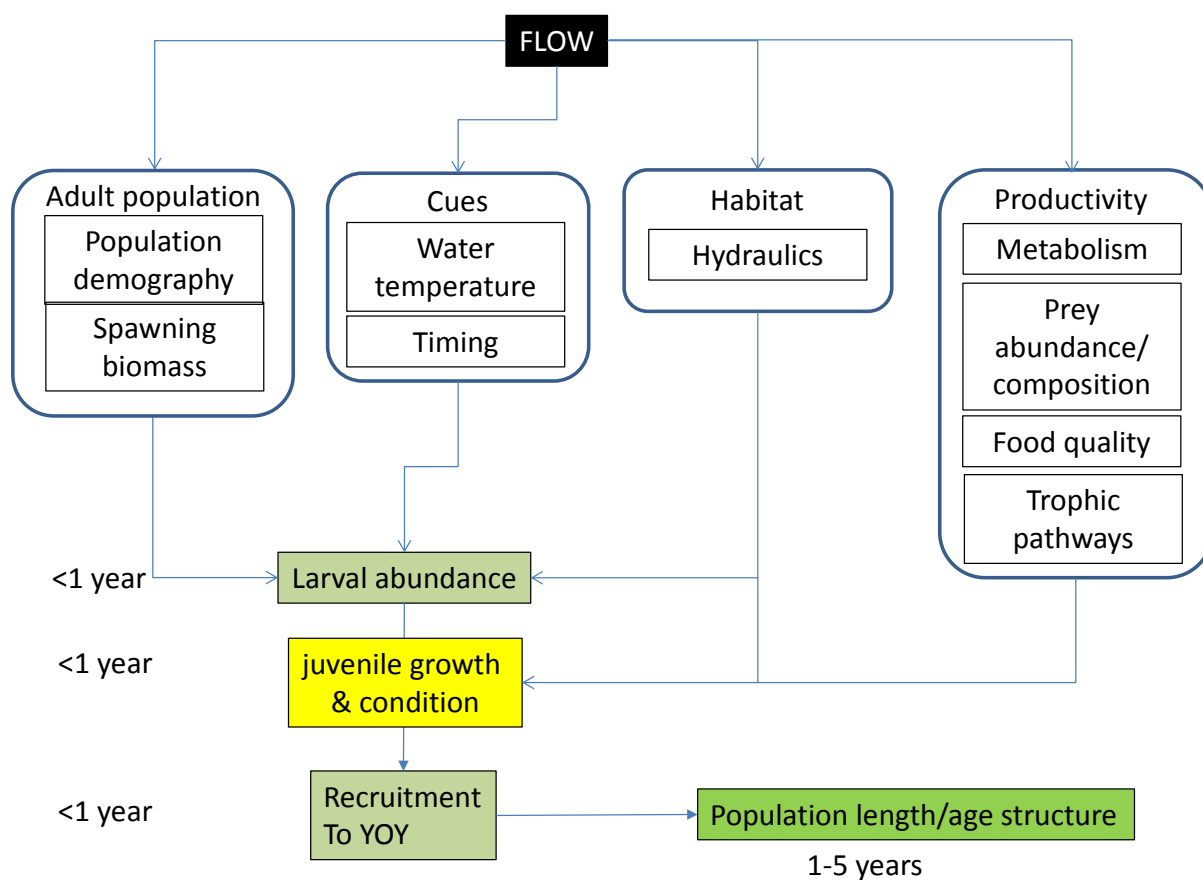 FLOW
Adult population
Population
demography
Spawning
biomass
Cues
Water
temperature
Timing
Habitat
Hydraulics
Productivity
Metabolism
Prey
abundance/
composition
Food quality
Trophic
pathways
<1 year
Larval abundance
<1 year
juvenile growth
& condition
<1 year
Recruitment
To YOY
Population length/age structure
1-5 years